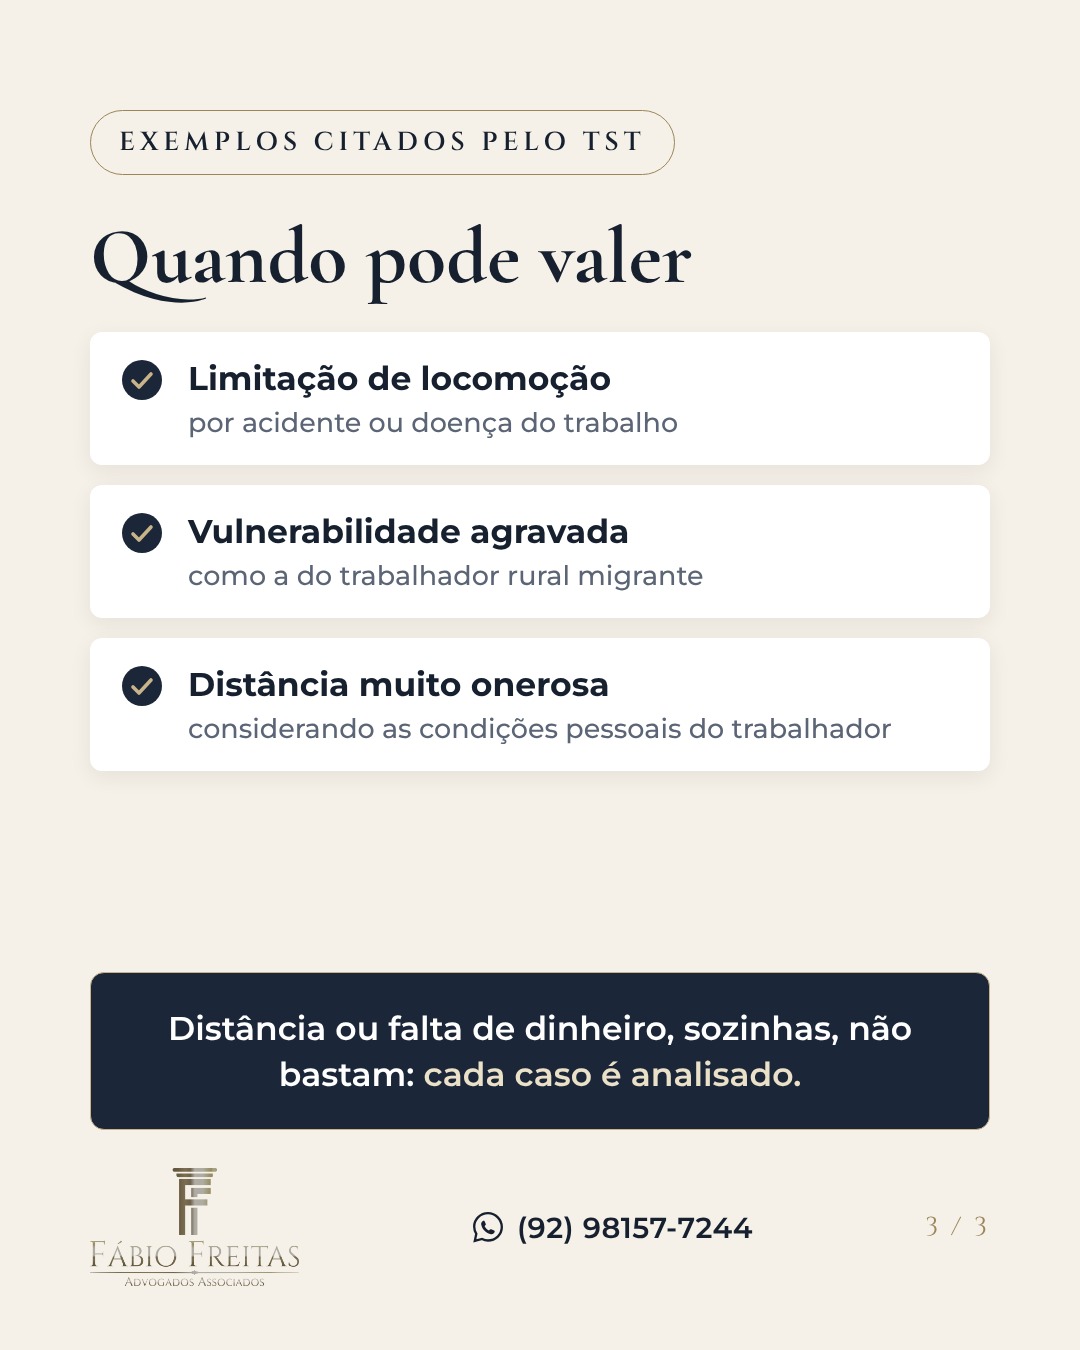 EXEMPLOS CITADOS PELO TST
Quando pode valer
Limitação de locomoção
por acidente ou doença do trabalho
Vulnerabilidade agravada
como a do trabalhador rural migrante
Distância muito onerosa
considerando as condições pessoais do trabalhador
Distância ou falta de dinheiro, sozinhas, não
bastam: cada caso é analisado.
FÁBIO FREITAS
ADVOGADOS ASSOCIADOS
(92) 98157-7244
3 / 3